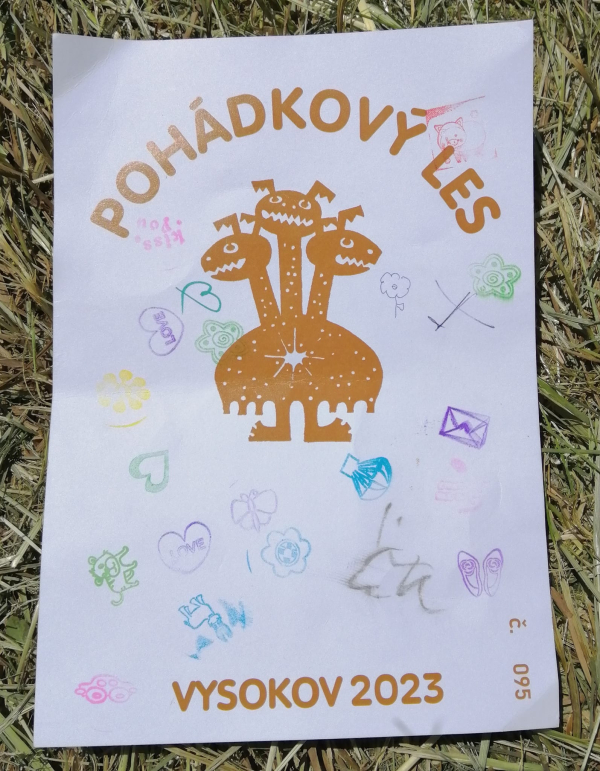 POHÁDKOVÝ LES
kiss
you
LOVE
LOVE
č. 095
VYSOKOV 2023